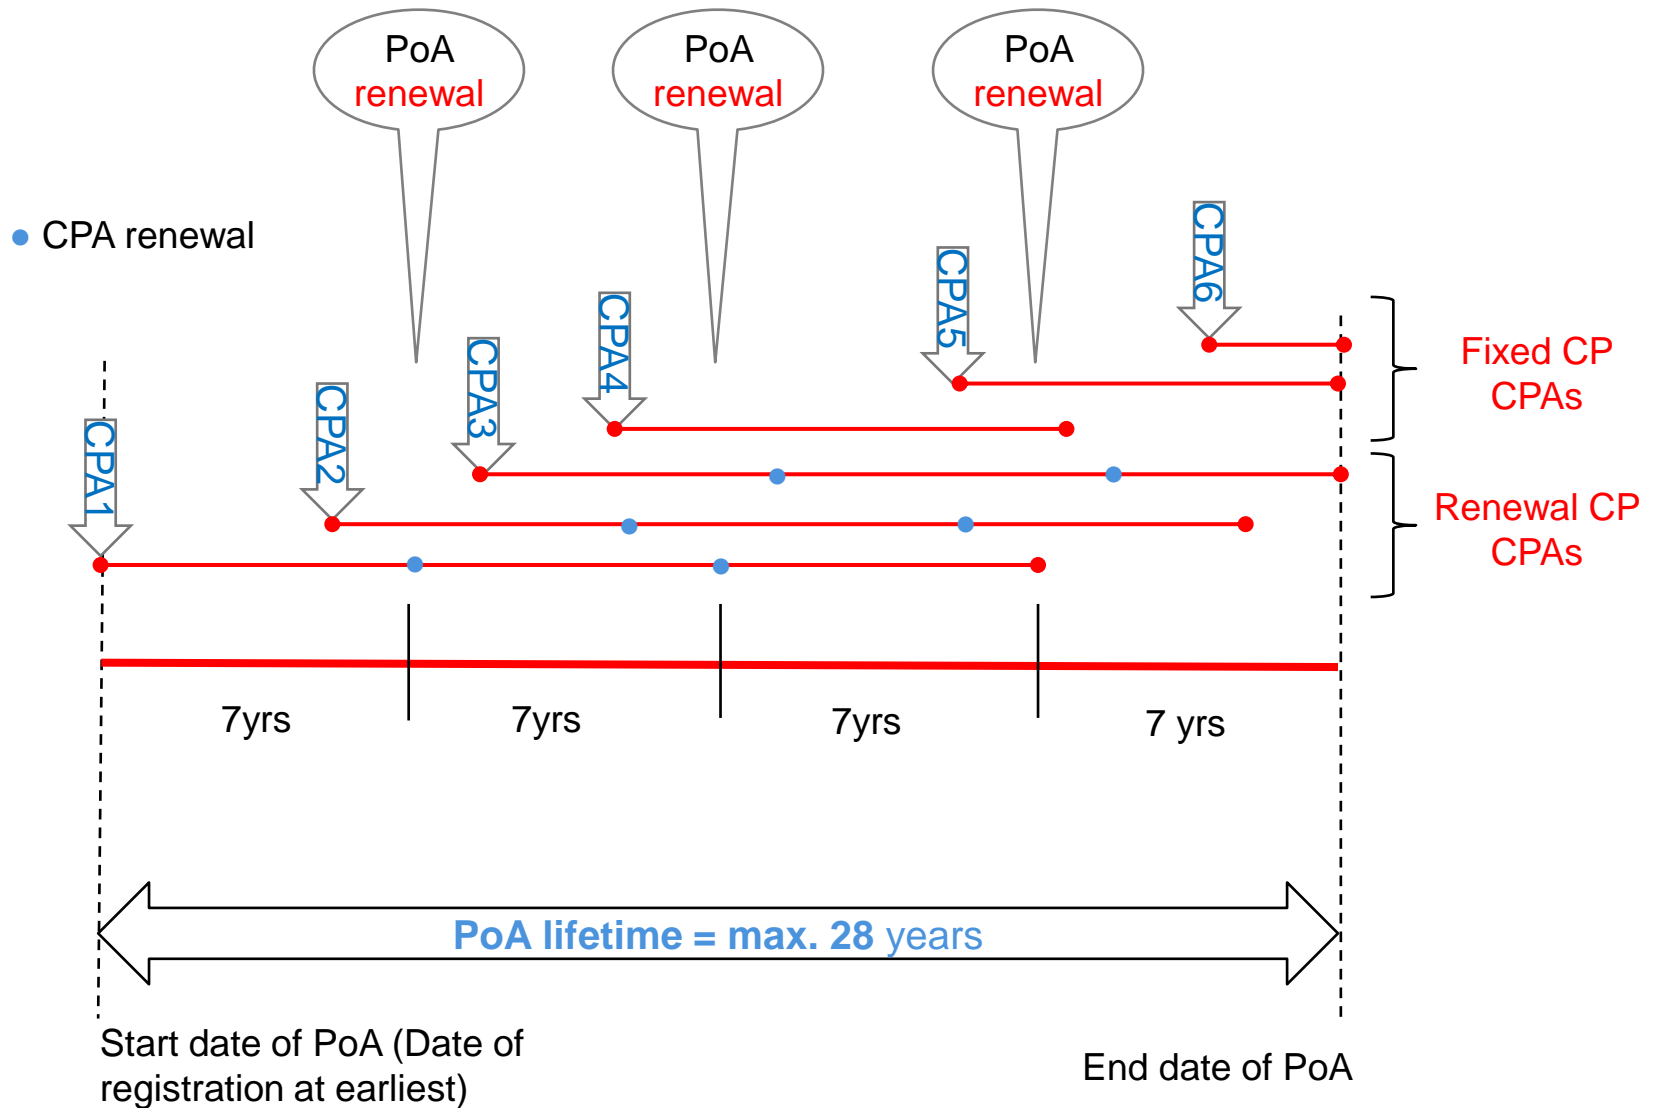 PoA
renewal
PoA
renewal
PoA
renewal
CPA renewal
CPA1
CPA2
CPA3
CPA4
CPA5
CPA6
Fixed CP
CPAs
Renewal CP
CPAs
7yrs
7yrs
7yrs
7 yrs
PoA lifetime = max. 28 years
Start date of PoA (Date of
registration at earliest)
End date of PoA